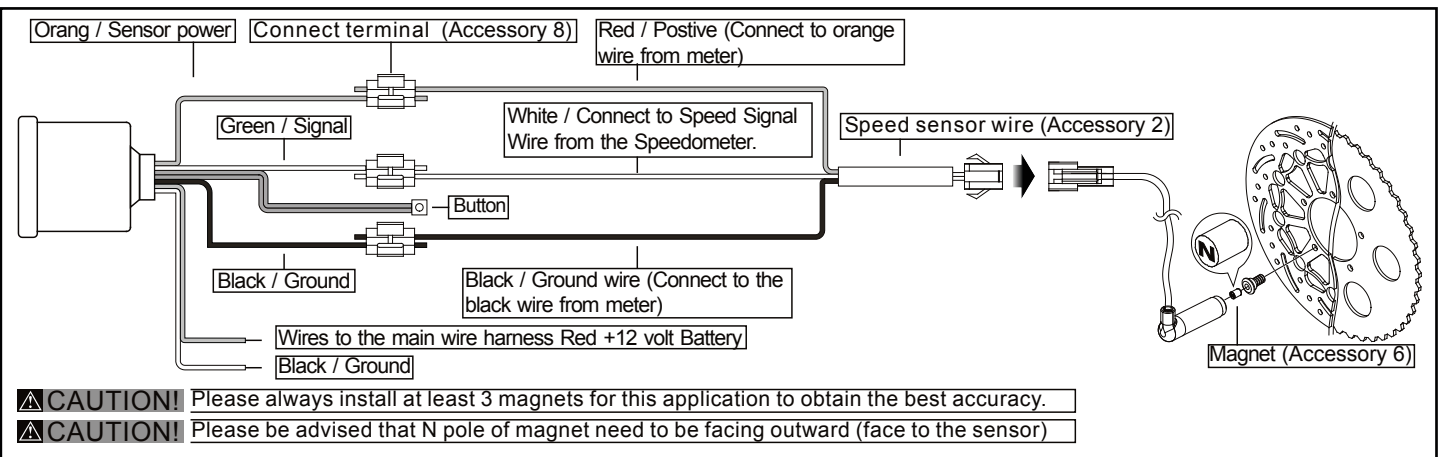 Orang / Sensor power
Connect terminal (Accessory 8)
Red / Postive (Connect to orange
wire from meter)
Green / Signal
White / Connect to Speed Signal
Wire from the Speedometer.
Speed sensor wire (Accessory 2)
Button
N
Black / Ground
Black / Ground wire (Connect to the
black wire from meter)
Wires to the main wire harness Red +12 volt Battery
Magnet (Accessory 6)
Black / Ground
CAUTION! Please always install at least 3 magnets for this application to obtain the best accuracy.
CAUTION! Please be advised that N pole of magnet need to be facing outward (face to the sensor)